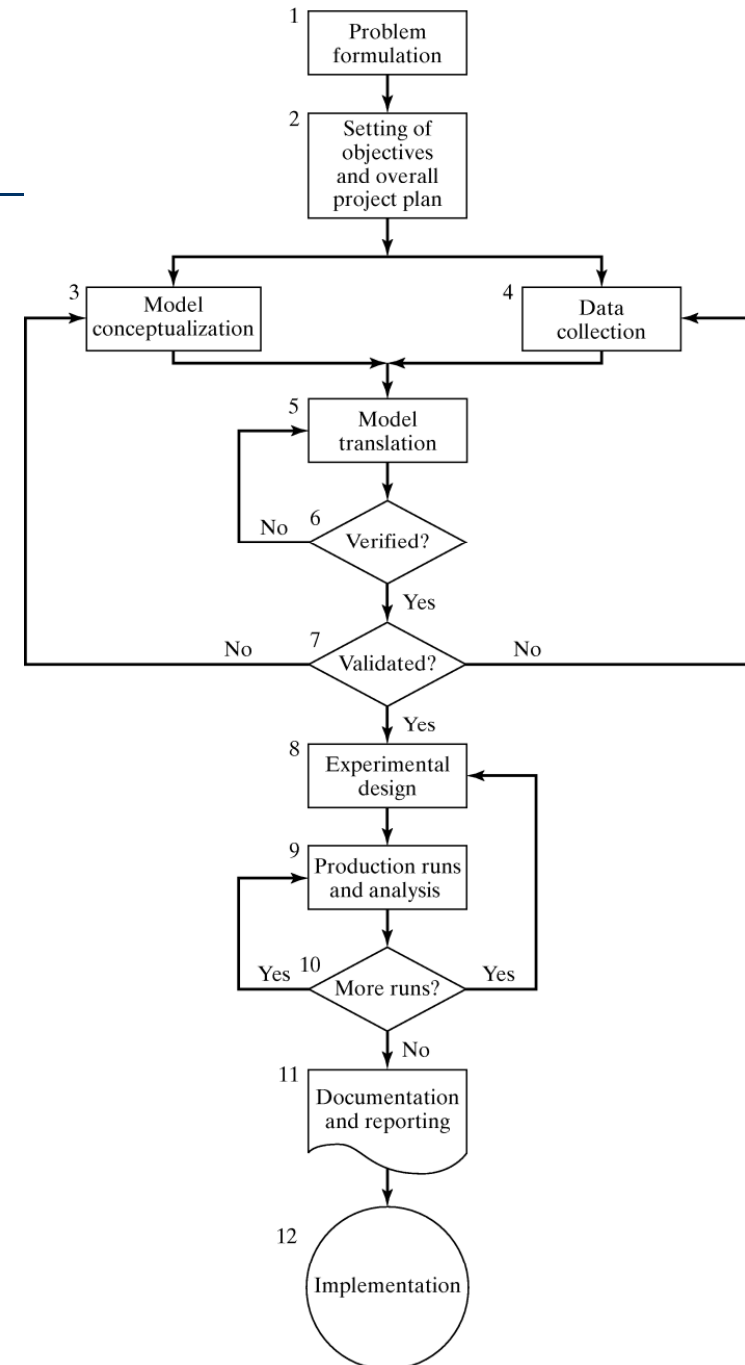 1
Problem
formulation
2
Setting of
objectives
and overall
project plan
3
Model
conceptualization
4
Data
collection
5
Model
translation
6
No
Verified?
Yes
7
No
Validated?
No
Yes
8
Experimental
design
9
Production runs
and analysis
10
Yes
More runs?
Yes
No
11
Documentation
and reporting
12
Implementation